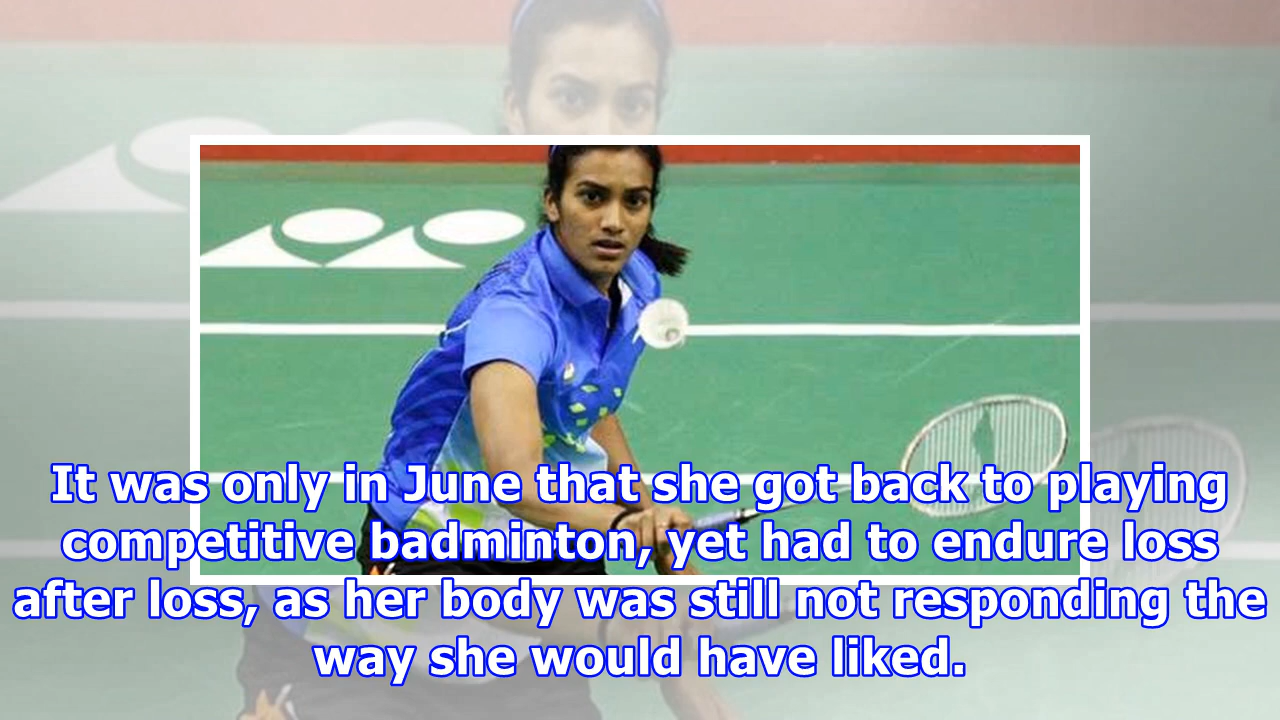 It was only in June that she got back to playing
competitive badminton, yet had to endure loss
after loss, as her body was still not responding the
way she would have liked.